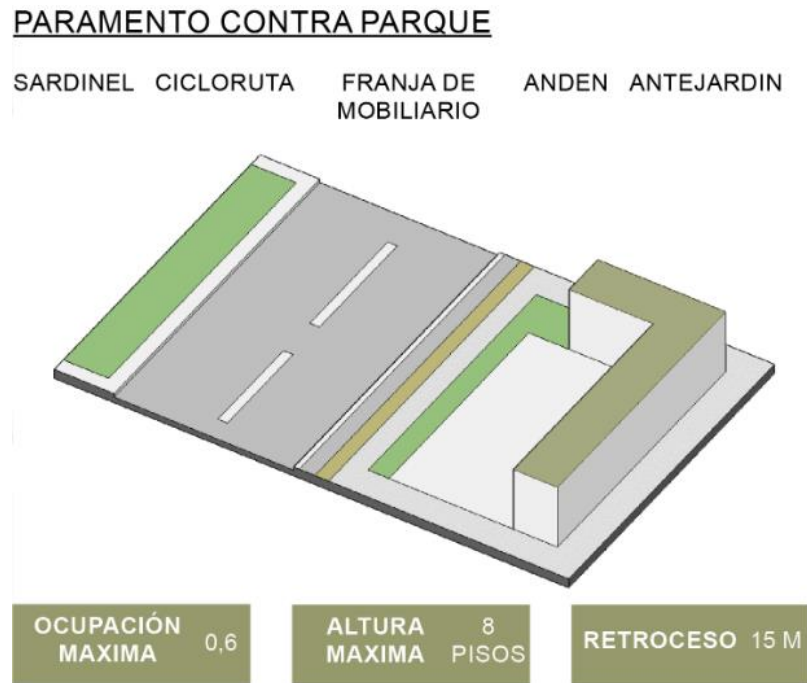 PARAMENTO CONTRA PARQUE
SARDINEL CICLORUTA FRANJA DE MOBILIARIO ANDEN ANTEJARDIN
OCUPACIÓN MAXIMA 0,6
ALTURA MAXIMA 8 PISOS
RETROCESO 15 M